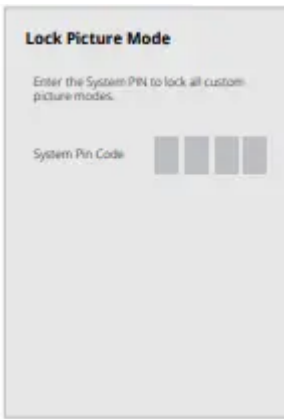 Lock Picture Mode
Enter the System PIN to lock all custom
picture modes.
System Pin Code